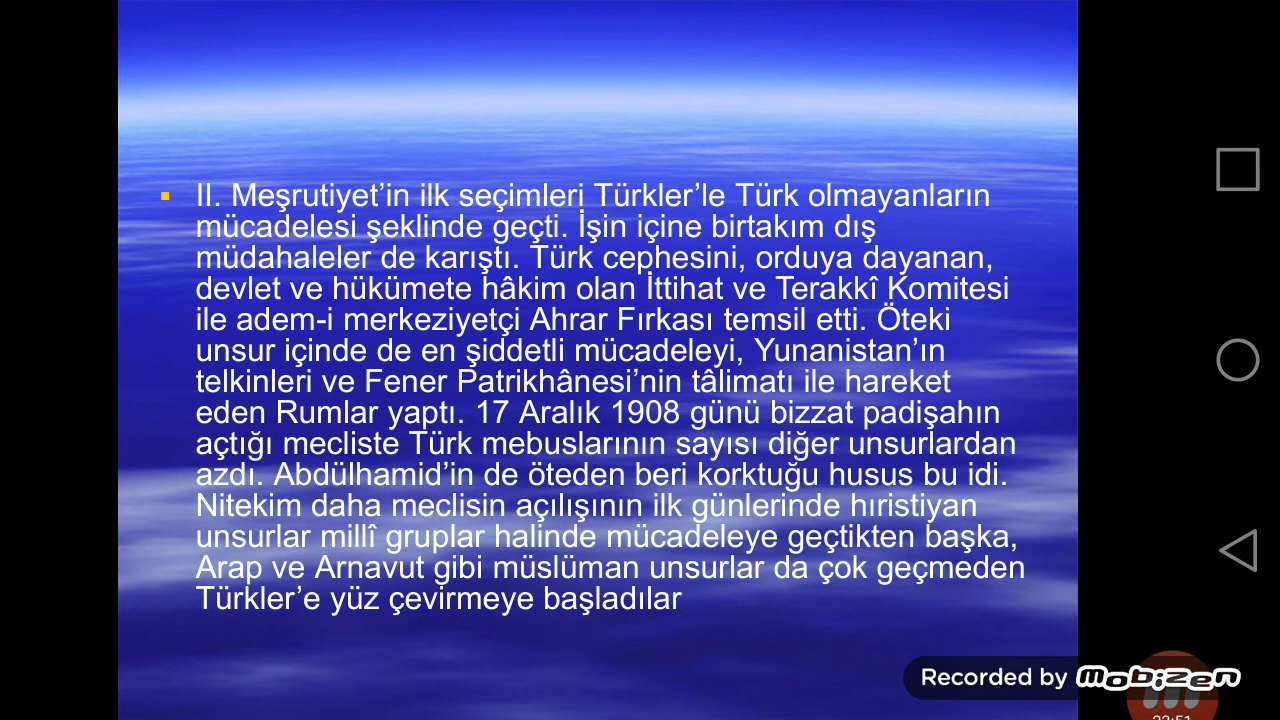 II. Meşrutiyet’in ilk seçimleri Türkler’le Türk olmayanların
mücadelesi şeklinde geçti. İşin içine birtakım dış
müdahaleler de karıştı. Türk cephesini, orduya dayanan,
devlet ve hükümete hâkim olan İttihat ve Terakkî Komitesi
ile adem-i merkeziyetçi Ahrar Fırkası temsil etti. Öteki
unsur içinde de en şiddetli mücadeleyi, Yunanistan’ın
telkinleri ve Fener Patrikhânesi’nin tâlimatı ile hareket
eden Rumlar yaptı. 17 Aralık 1908 günü bizzat padişahın
açtığı mecliste Türk mebuslarının sayısı diğer unsurlardan
azdı. Abdülhamid’in de öteden beri korktuğu husus bu idi.
Nitekim daha meclisin açılışının ilk günlerinde hıristiyan
unsurlar millî gruplar halinde mücadeleye geçtikten başka,
Arap ve Arnavut gibi müslüman unsurlar da çok geçmeden
Türkler’e yüz çevirmeye başladılar
Recorded by mobizen